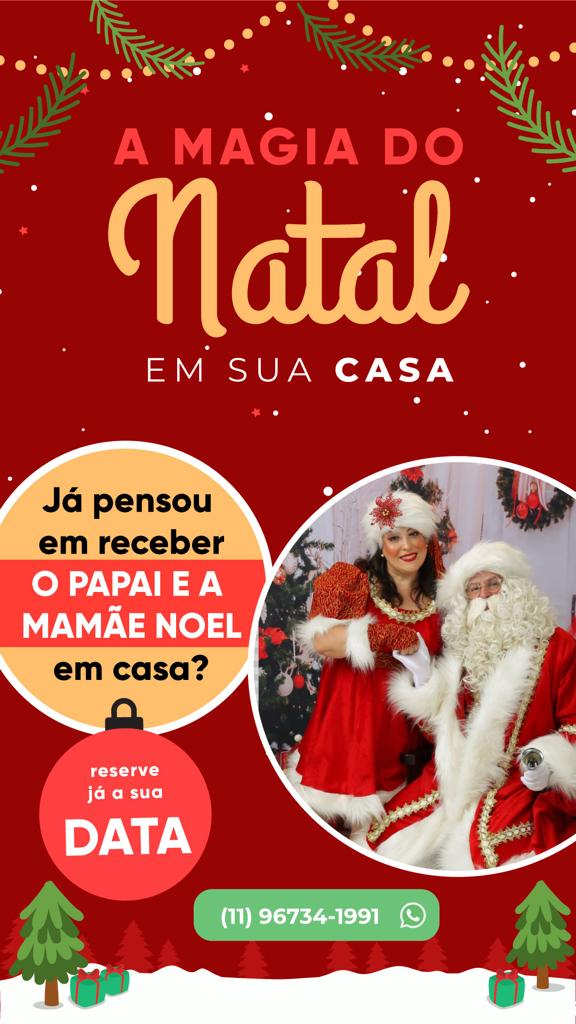 A MAGIA DO
Natal
EM SUA CASA
Já pensou
em receber
O PAPAI E A
MAMÃE NOEL
em casa?
reserve
já a sua
DATA
(11) 96734-1991